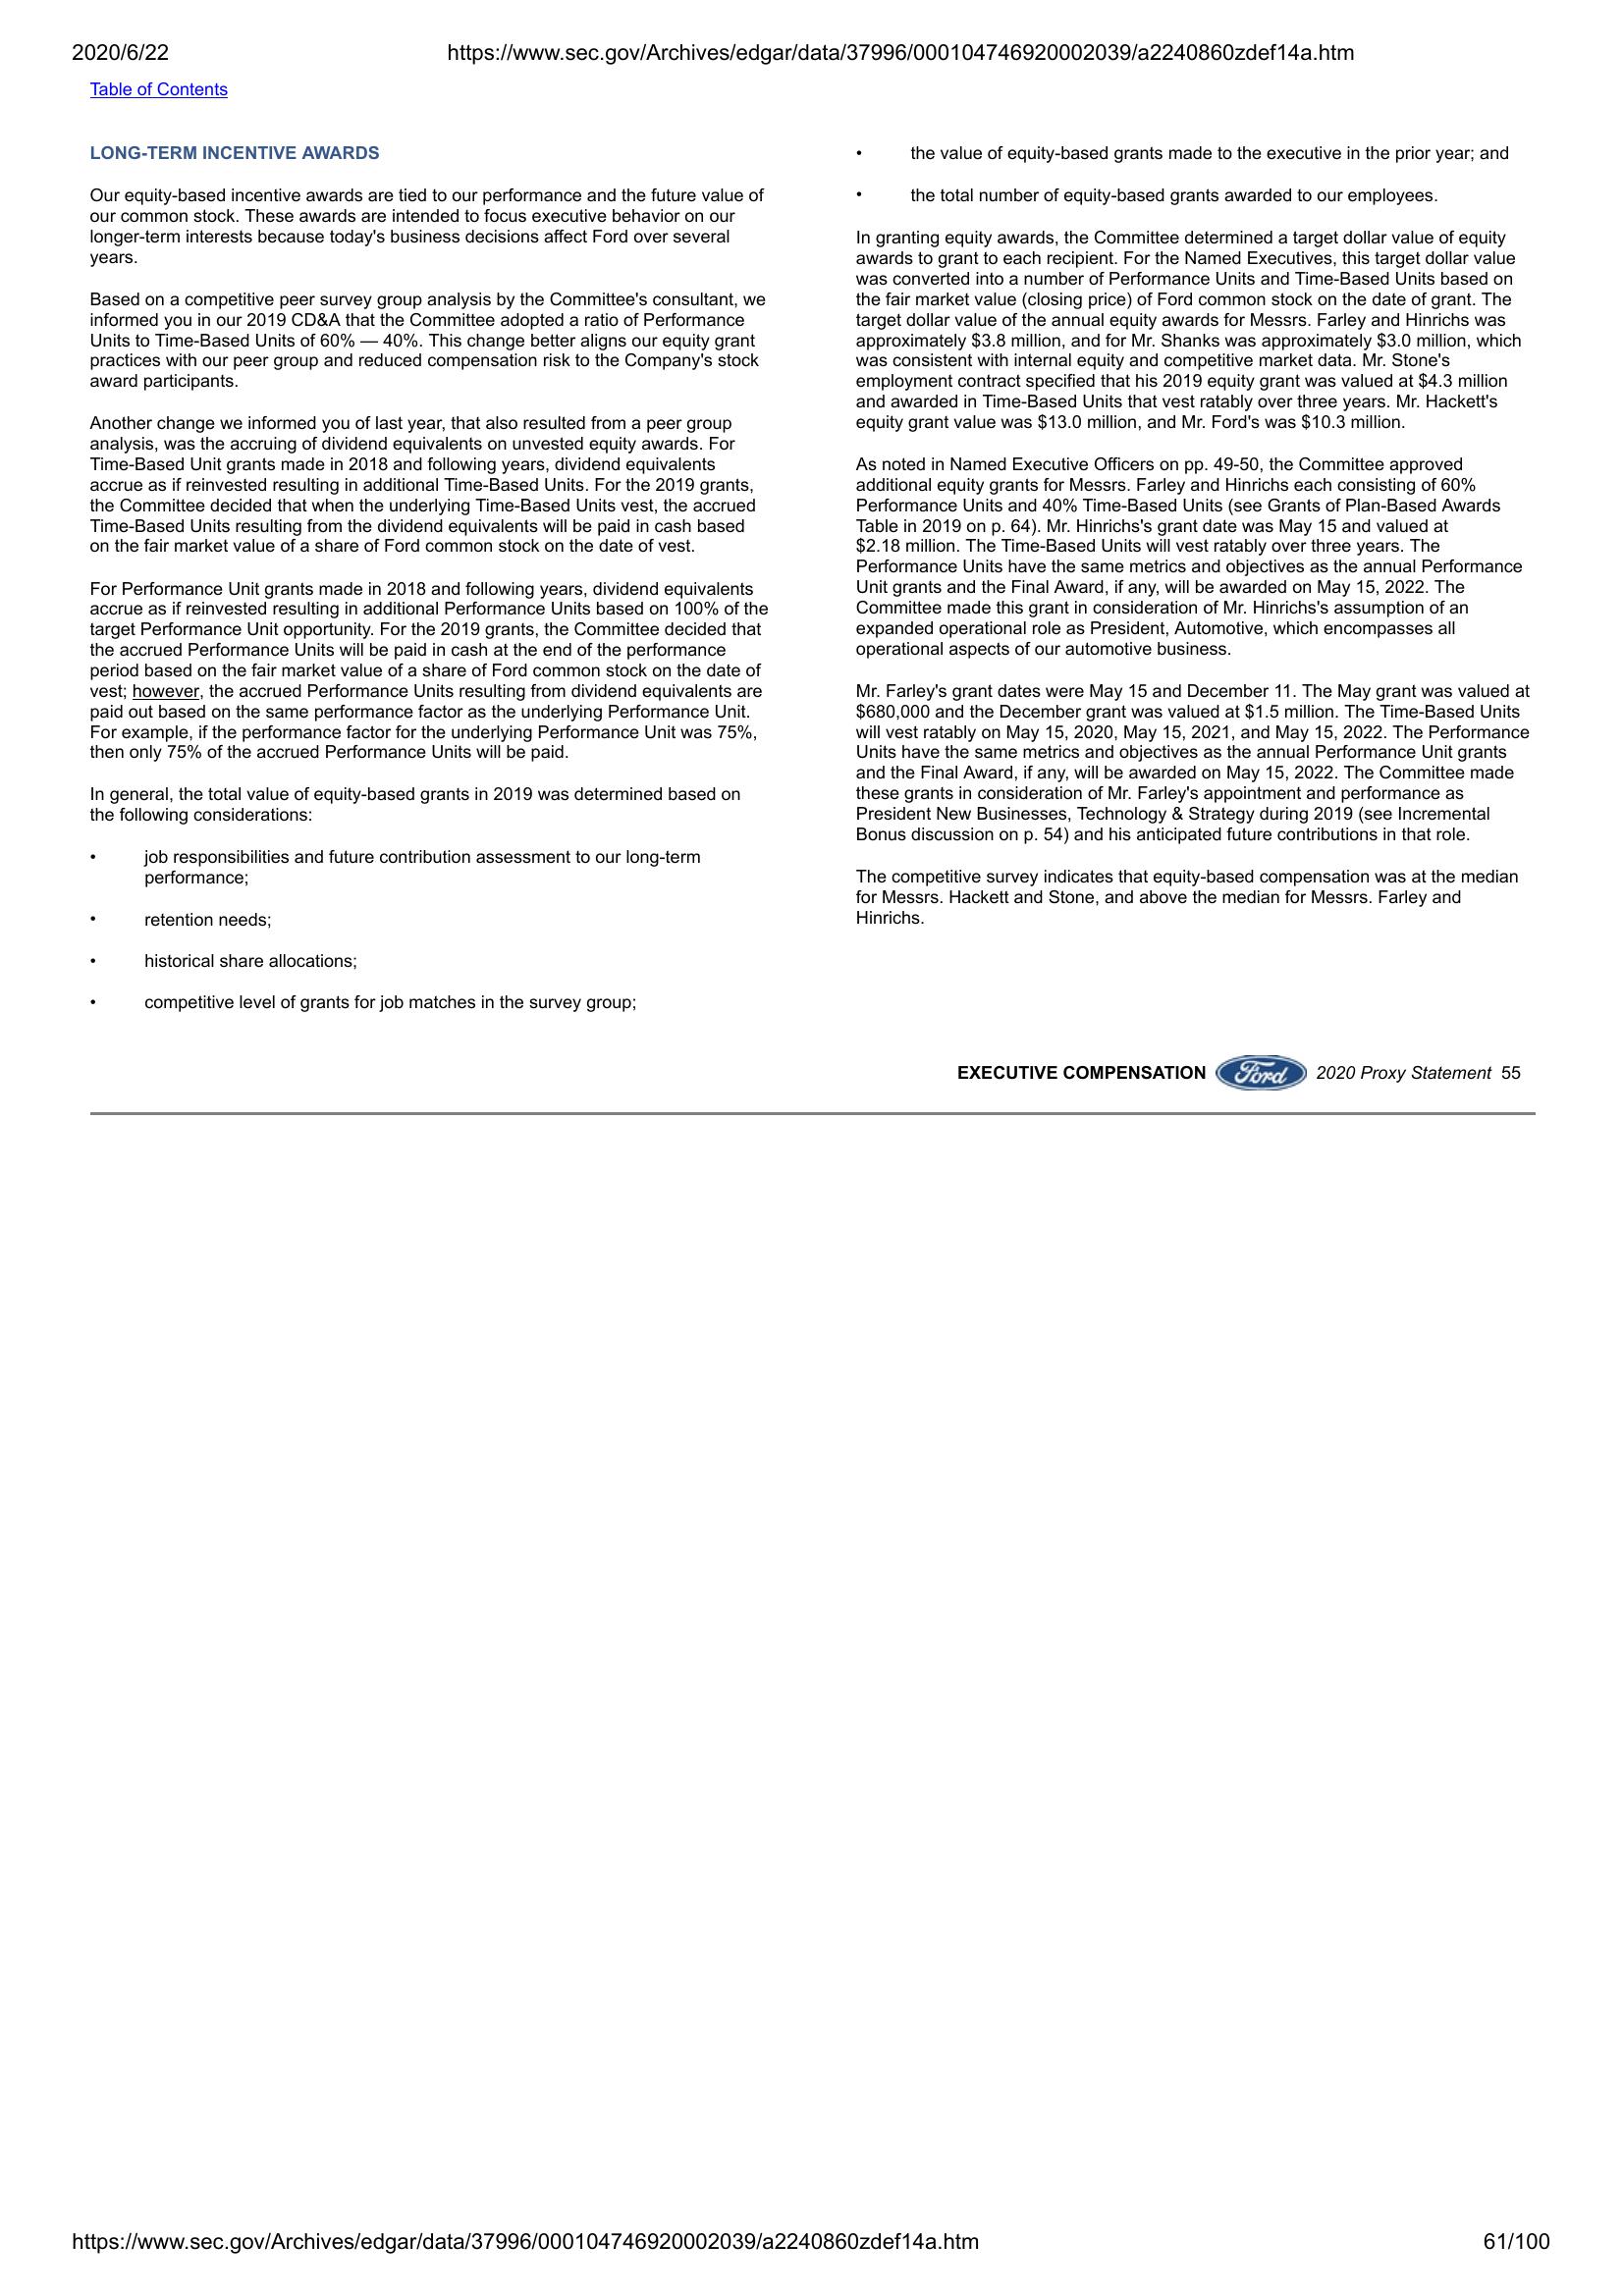 2020/6/22
https://www.sec.gov/Archives/edgar/data/37996/000104746920002039/a2240860zdef14a.htm
Table of Contents
LONG-TERM INCENTIVE AWARDS
Our equity-based incentive awards are tied to our performance and the future value of
our common stock. These awards are intended to focus executive behavior on our
longer-term interests because today's business decisions affect Ford over several
years.
Based on a competitive peer survey group analysis by the Committee's consultant, we
informed you in our 2019 CD&A that the Committee adopted a ratio of Performance
Units to Time-Based Units of 60% — 40%. This change better aligns our equity grant
practices with our peer group and reduced compensation risk to the Company's stock
award participants.
Another change we informed you of last year, that also resulted from a peer group
analysis, was the accruing of dividend equivalents on unvested equity awards. For
Time-Based Unit grants made in 2018 and following years, dividend equivalents
accrue as if reinvested resulting in additional Time-Based Units. For the 2019 grants,
the Committee decided that when the underlying Time-Based Units vest, the accrued
Time-Based Units resulting from the dividend equivalents will be paid in cash based
on the fair market value of a share of Ford common stock on the date of vest.
For Performance Unit grants made in 2018 and following years, dividend equivalents
accrue as if reinvested resulting in additional Performance Units based on 100% of the
target Performance Unit opportunity. For the 2019 grants, the Committee decided that
the accrued Performance Units will be paid in cash at the end of the performance
period based on the fair market value of a share of Ford common stock on the date of
vest; however, the accrued Performance Units resulting from dividend equivalents are
paid out based on the same performance factor as the underlying Performance Unit.
For example, if the performance factor for the underlying Performance Unit was 75%,
then only 75% of the accrued Performance Units will be paid.
In general, the total value of equity-based grants in 2019 was determined based on
the following considerations:
• job responsibilities and future contribution assessment to our long-term
performance;
• retention needs;
• historical share allocations;
• competitive level of grants for job matches in the survey group;
• the value of equity-based grants made to the executive in the prior year; and
• the total number of equity-based grants awarded to our employees.
In granting equity awards, the Committee determined a target dollar value of equity
awards to grant to each recipient. For the Named Executives, this target dollar value
was converted into a number of Performance Units and Time-Based Units based on
the fair market value (closing price) of Ford common stock on the date of grant. The
target dollar value of the annual equity awards for Messrs. Farley and Hinrichs was
approximately $3.8 million, and for Mr. Shanks was approximately $3.0 million, which
was consistent with internal equity and competitive market data. Mr. Stone's
employment contract specified that his 2019 equity grant was valued at $4.3 million
and awarded in Time-Based Units that vest ratably over three years. Mr. Hackett's
equity grant value was $13.0 million, and Mr. Ford's was $10.3 million.
As noted in Named Executive Officers on pp. 49-50, the Committee approved
additional equity grants for Messrs. Farley and Hinrichs each consisting of 60%
Performance Units and 40% Time-Based Units (see Grants of Plan-Based Awards
Table in 2019 on p. 64). Mr. Hinrichs's grant date was May 15 and valued at
$2.18 million. The Time-Based Units will vest ratably over three years. The
Performance Units have the same metrics and objectives as the annual Performance
Unit grants and the Final Award, if any, will be awarded on May 15, 2022. The
Committee made this grant in consideration of Mr. Hinrichs's assumption of an
expanded operational role as President, Automotive, which encompasses all
operational aspects of our automotive business.
Mr. Farley's grant dates were May 15 and December 11. The May grant was valued at
$680,000 and the December grant was valued at $1.5 million. The Time-Based Units
will vest ratably on May 15, 2020, May 15, 2021, and May 15, 2022. The Performance
Units have the same metrics and objectives as the annual Performance Unit grants
and the Final Award, if any, will be awarded on May 15, 2022. The Committee made
these grants in consideration of Mr. Farley's appointment and performance as
President New Businesses, Technology & Strategy during 2019 (see Incremental
Bonus discussion on p. 54) and his anticipated future contributions in that role.
The competitive survey indicates that equity-based compensation was at the median
for Messrs. Hackett and Stone, and above the median for Messrs. Farley and
Hinrichs.
EXECUTIVE COMPENSATION Ford 2020 Proxy Statement 55
https://www.sec.gov/Archives/edgar/data/37996/000104746920002039/a2240860zdef14a.htm
61/100